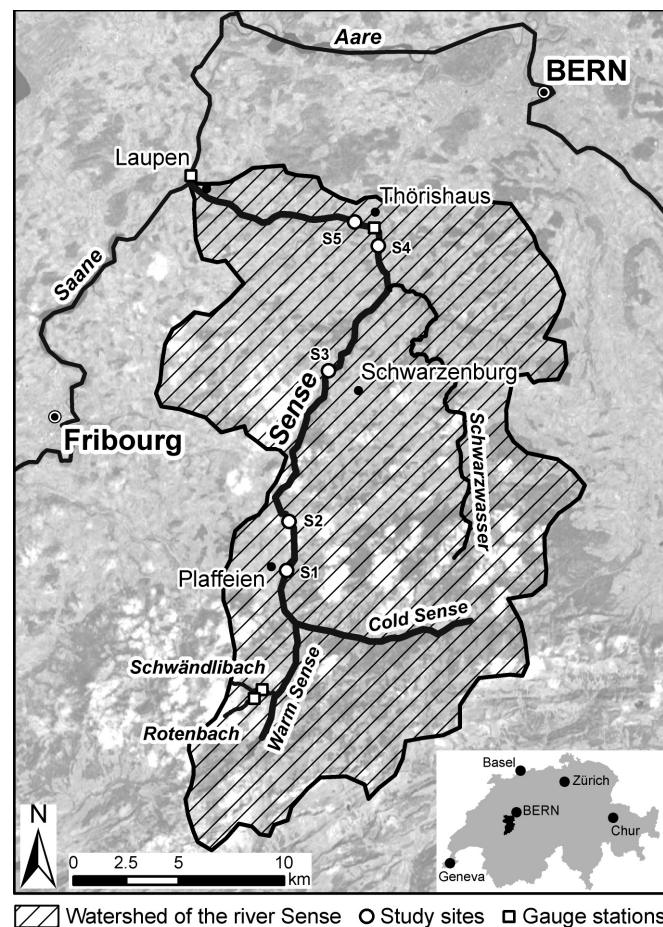 Aare
BERN
Laupen
Thörishaus
S5
S4
Saane
S3
Schwarzenburg
Sense
Fribourg
Schwarzwasser
S2
Plaffeien
S1
Cold Sense
Schwändlibach
Warm Sense
Rotenbach
Basel
Zürich
BERN
Chur
Geneva
N
0 2.5 5 10
km
Watershed of the river Sense Study sites Gauge stations